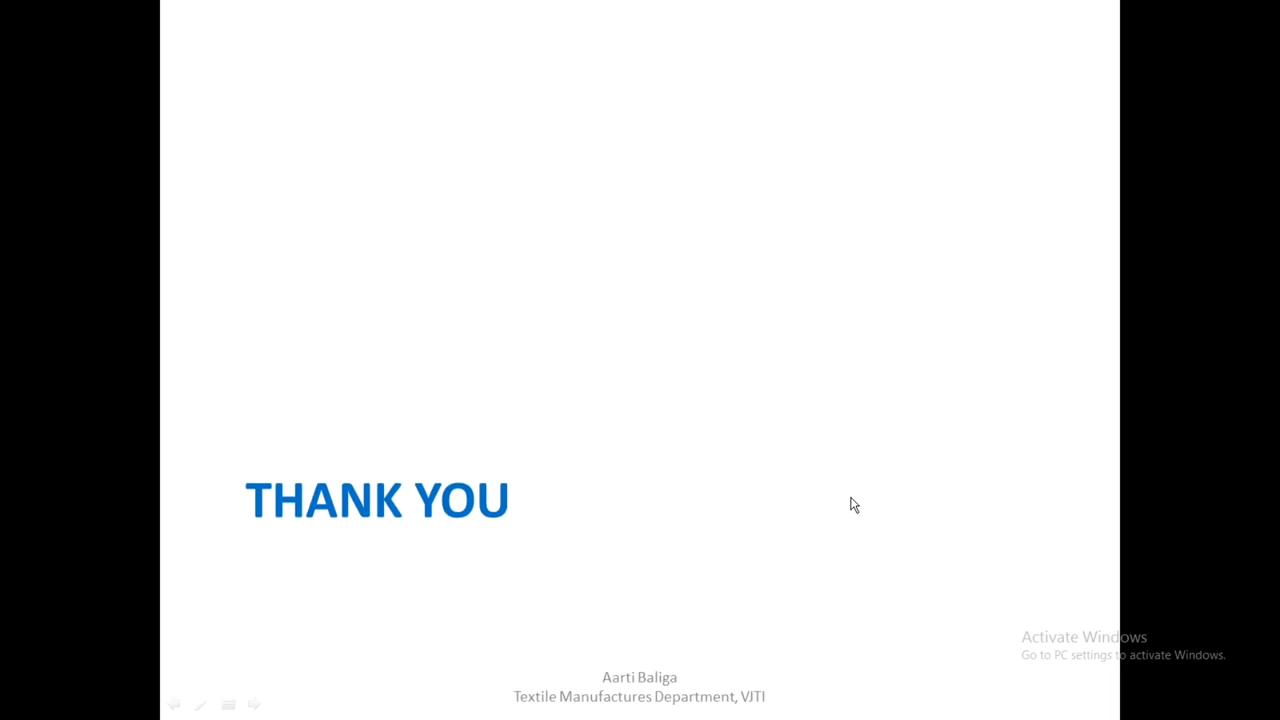 THANK YOU
Activate Windows
Go to PC settings to activate Windows.
Aarti Baliga
Textile Manufactures Department, VJTI